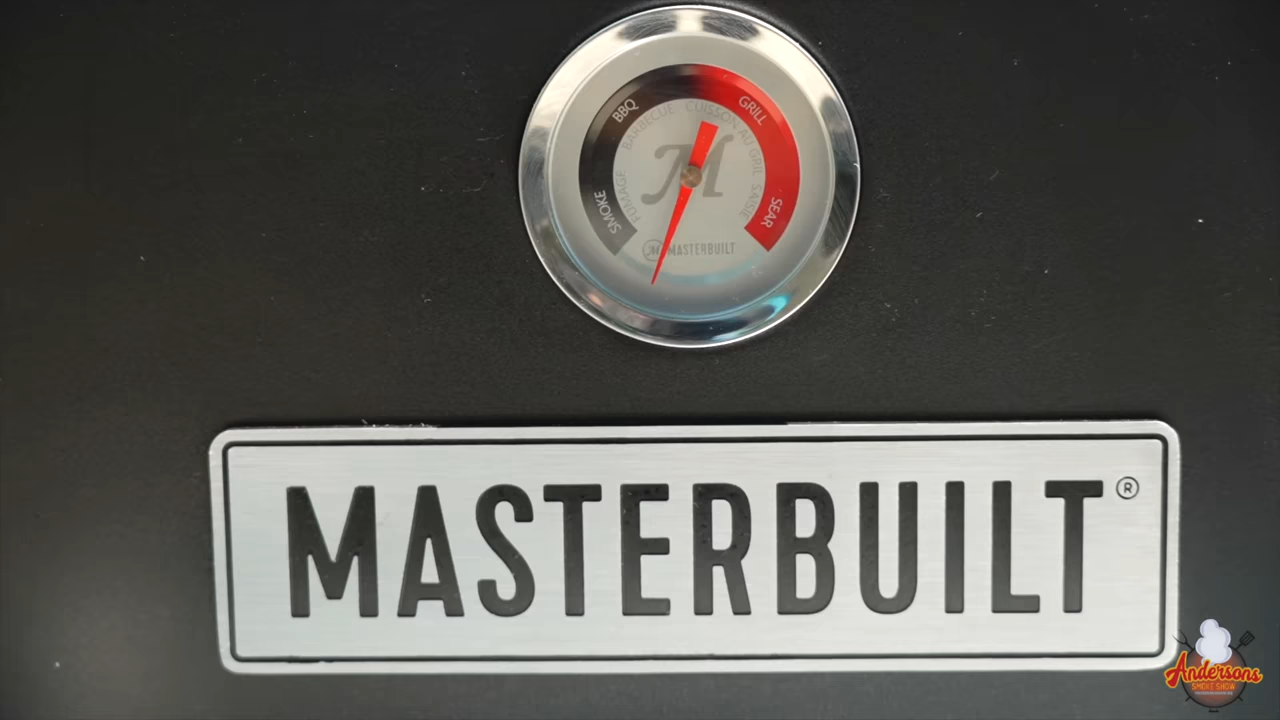 BBQ
GRILL
BARBECUE
CUISSON AU GRIL
SMOKE
FUMAGE
SAISIE
SEAR
M
MASTERBUILT
MASTERBUILT®
Andersons
SMOKE SHOW